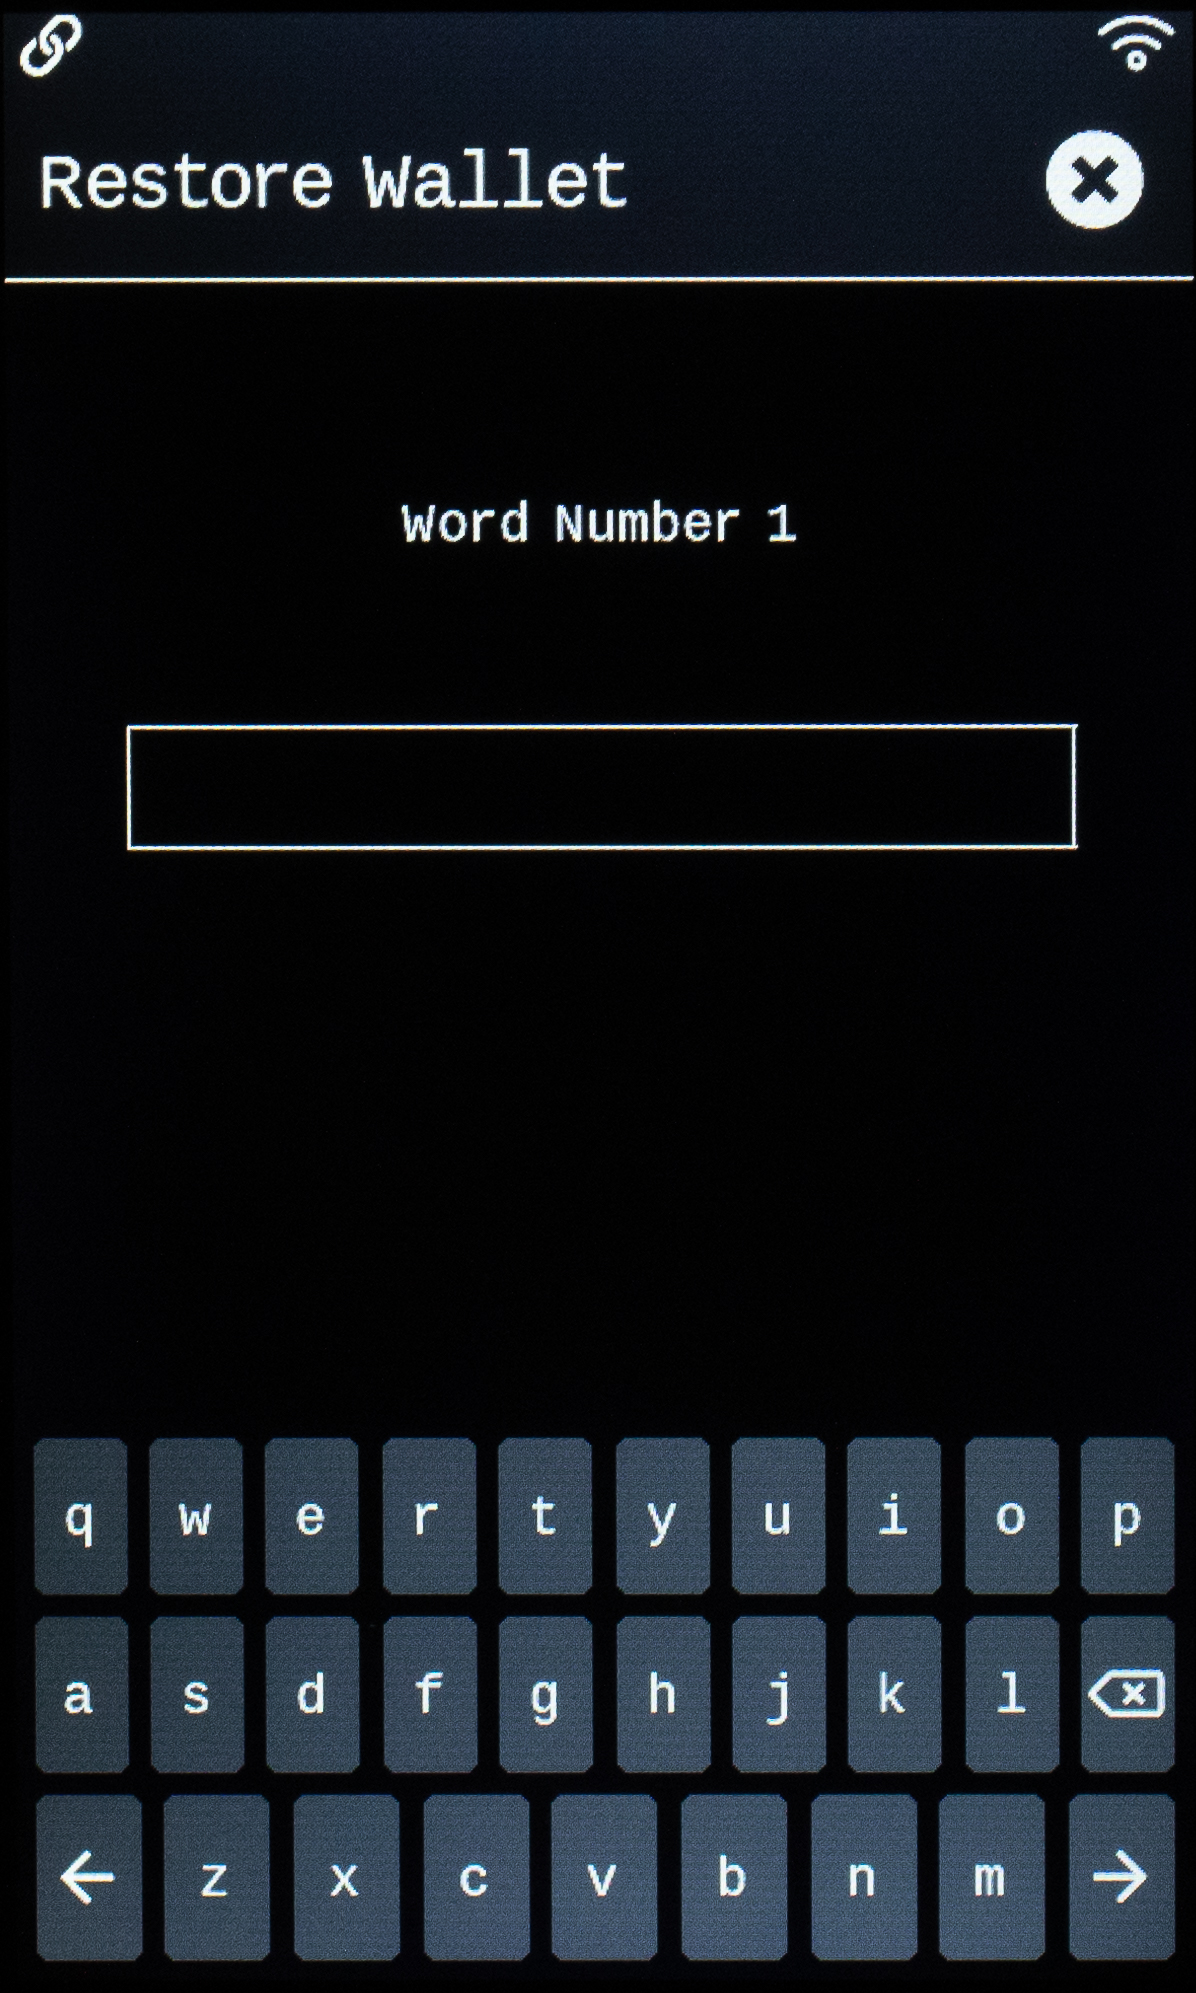 Restore Wallet
Word Number 1
q w e r t y u i o p
a s d f g h j k l
z x c v b n m